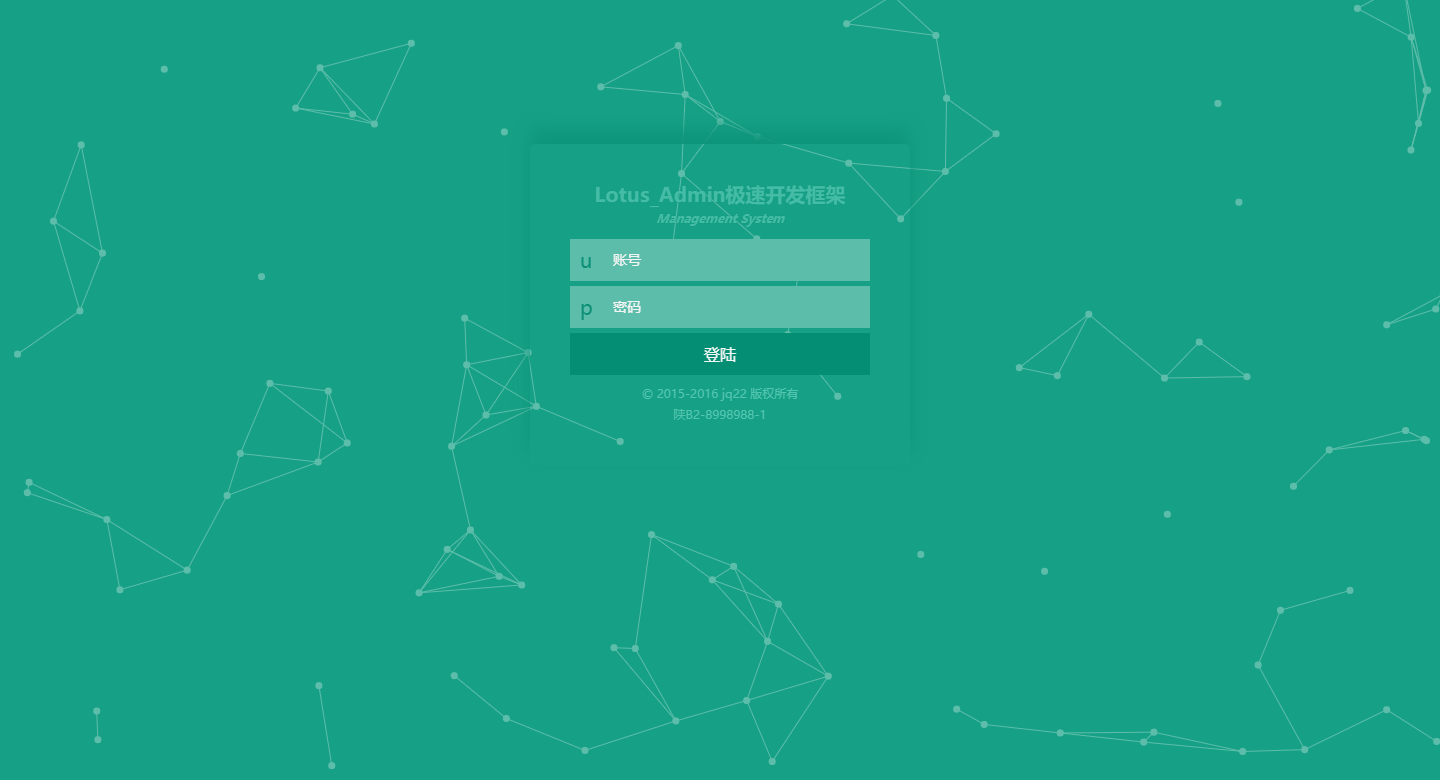 Lotus_Admin极速开发框架
Management System
u 账号
p 密码
登陆
© 2015-2016 jq22 版权所有
陕B2-8998988-1